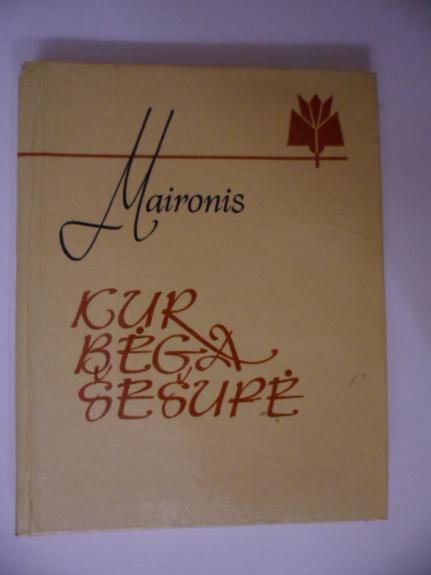 Maironis
KUR
BĖGA
ŠEŠUPĖ